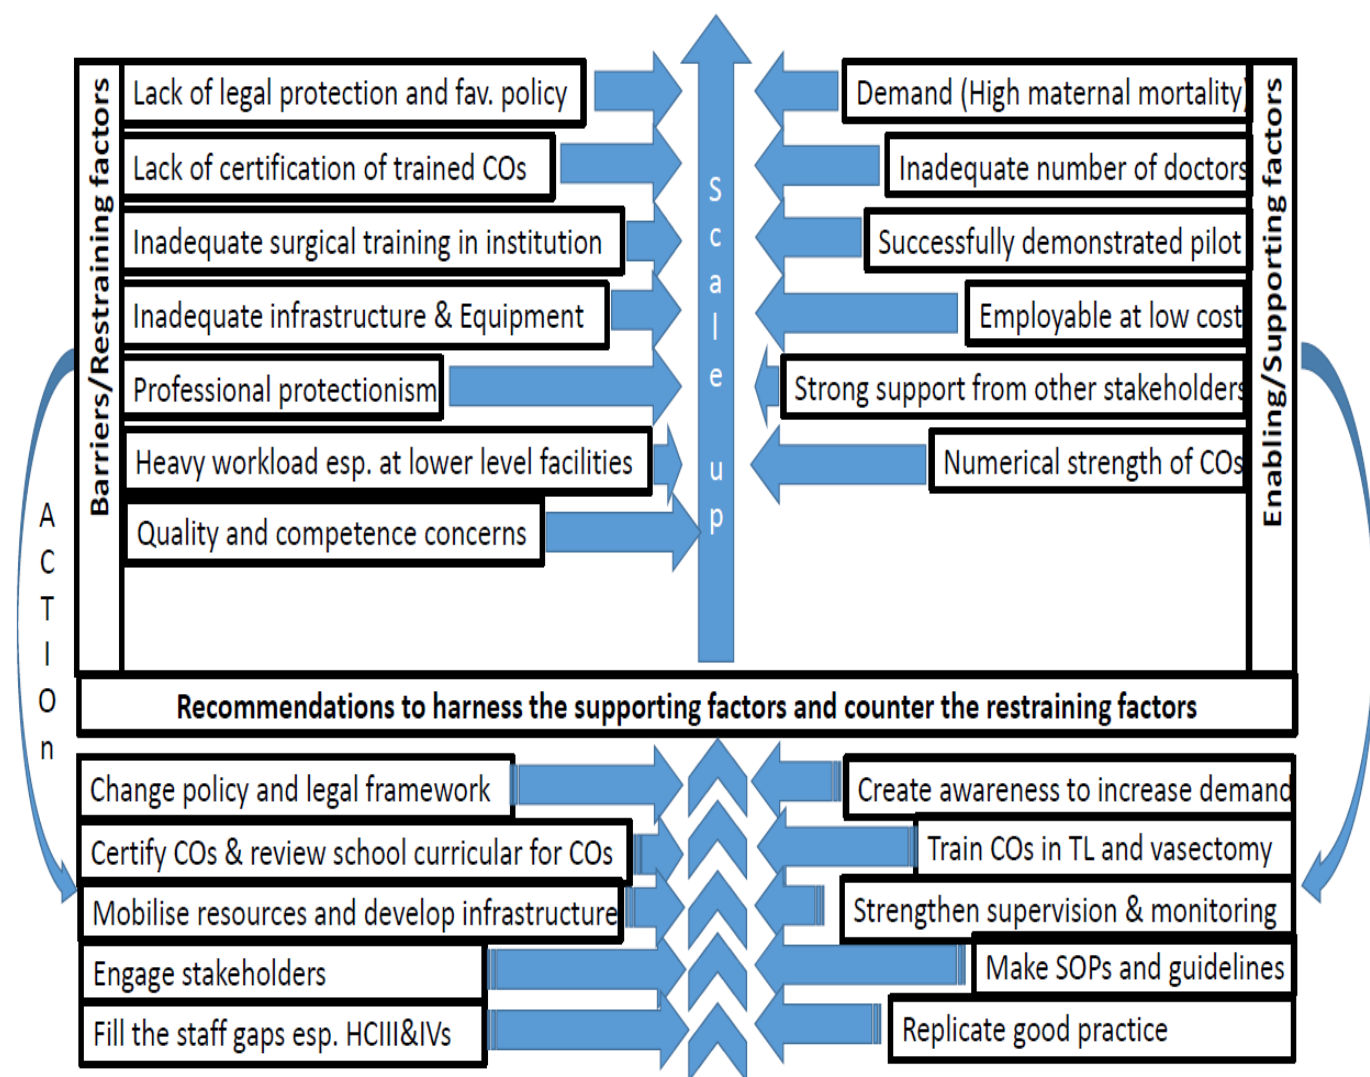 Barriers/Restraining factors
Lack of legal protection and fav. policy
Lack of certification of trained COs
Inadequate surgical training in institution
Inadequate infrastructure & Equipment
Professional protectionism
Heavy workload esp. at lower level facilities
Quality and competence concerns
Scale up
Demand (High maternal mortality)
Inadequate number of doctors
Successfully demonstrated pilot
Employable at low cost
Strong support from other stakeholders
Numerical strength of COs
Enabling/Supporting factors
ACTIOn
Recommendations to harness the supporting factors and counter the restraining factors
Change policy and legal framework
Certify COs & review school curricular for COs
Mobilise resources and develop infrastructure
Engage stakeholders
Fill the staff gaps esp. HCIII&IVs
Create awareness to increase demand
Train COs in TL and vasectomy
Strengthen supervision & monitoring
Make SOPs and guidelines
Replicate good practice